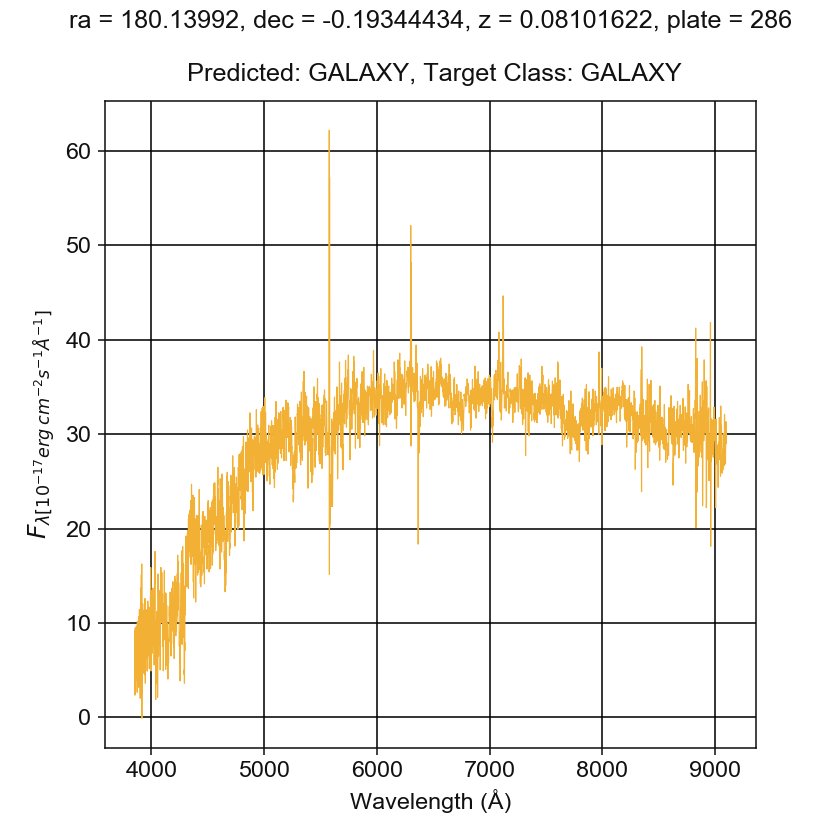 ra = 180.13992, dec = -0.19344434, z = 0.08101622, plate = 286
Predicted: GALAXY, Target Class: GALAXY
60
50
40
30
20
10
0
F_λ[10^{-17} erg cm^{-2} s^{-1} Å^{-1}]
4000 5000 6000 7000 8000 9000
Wavelength (Å)